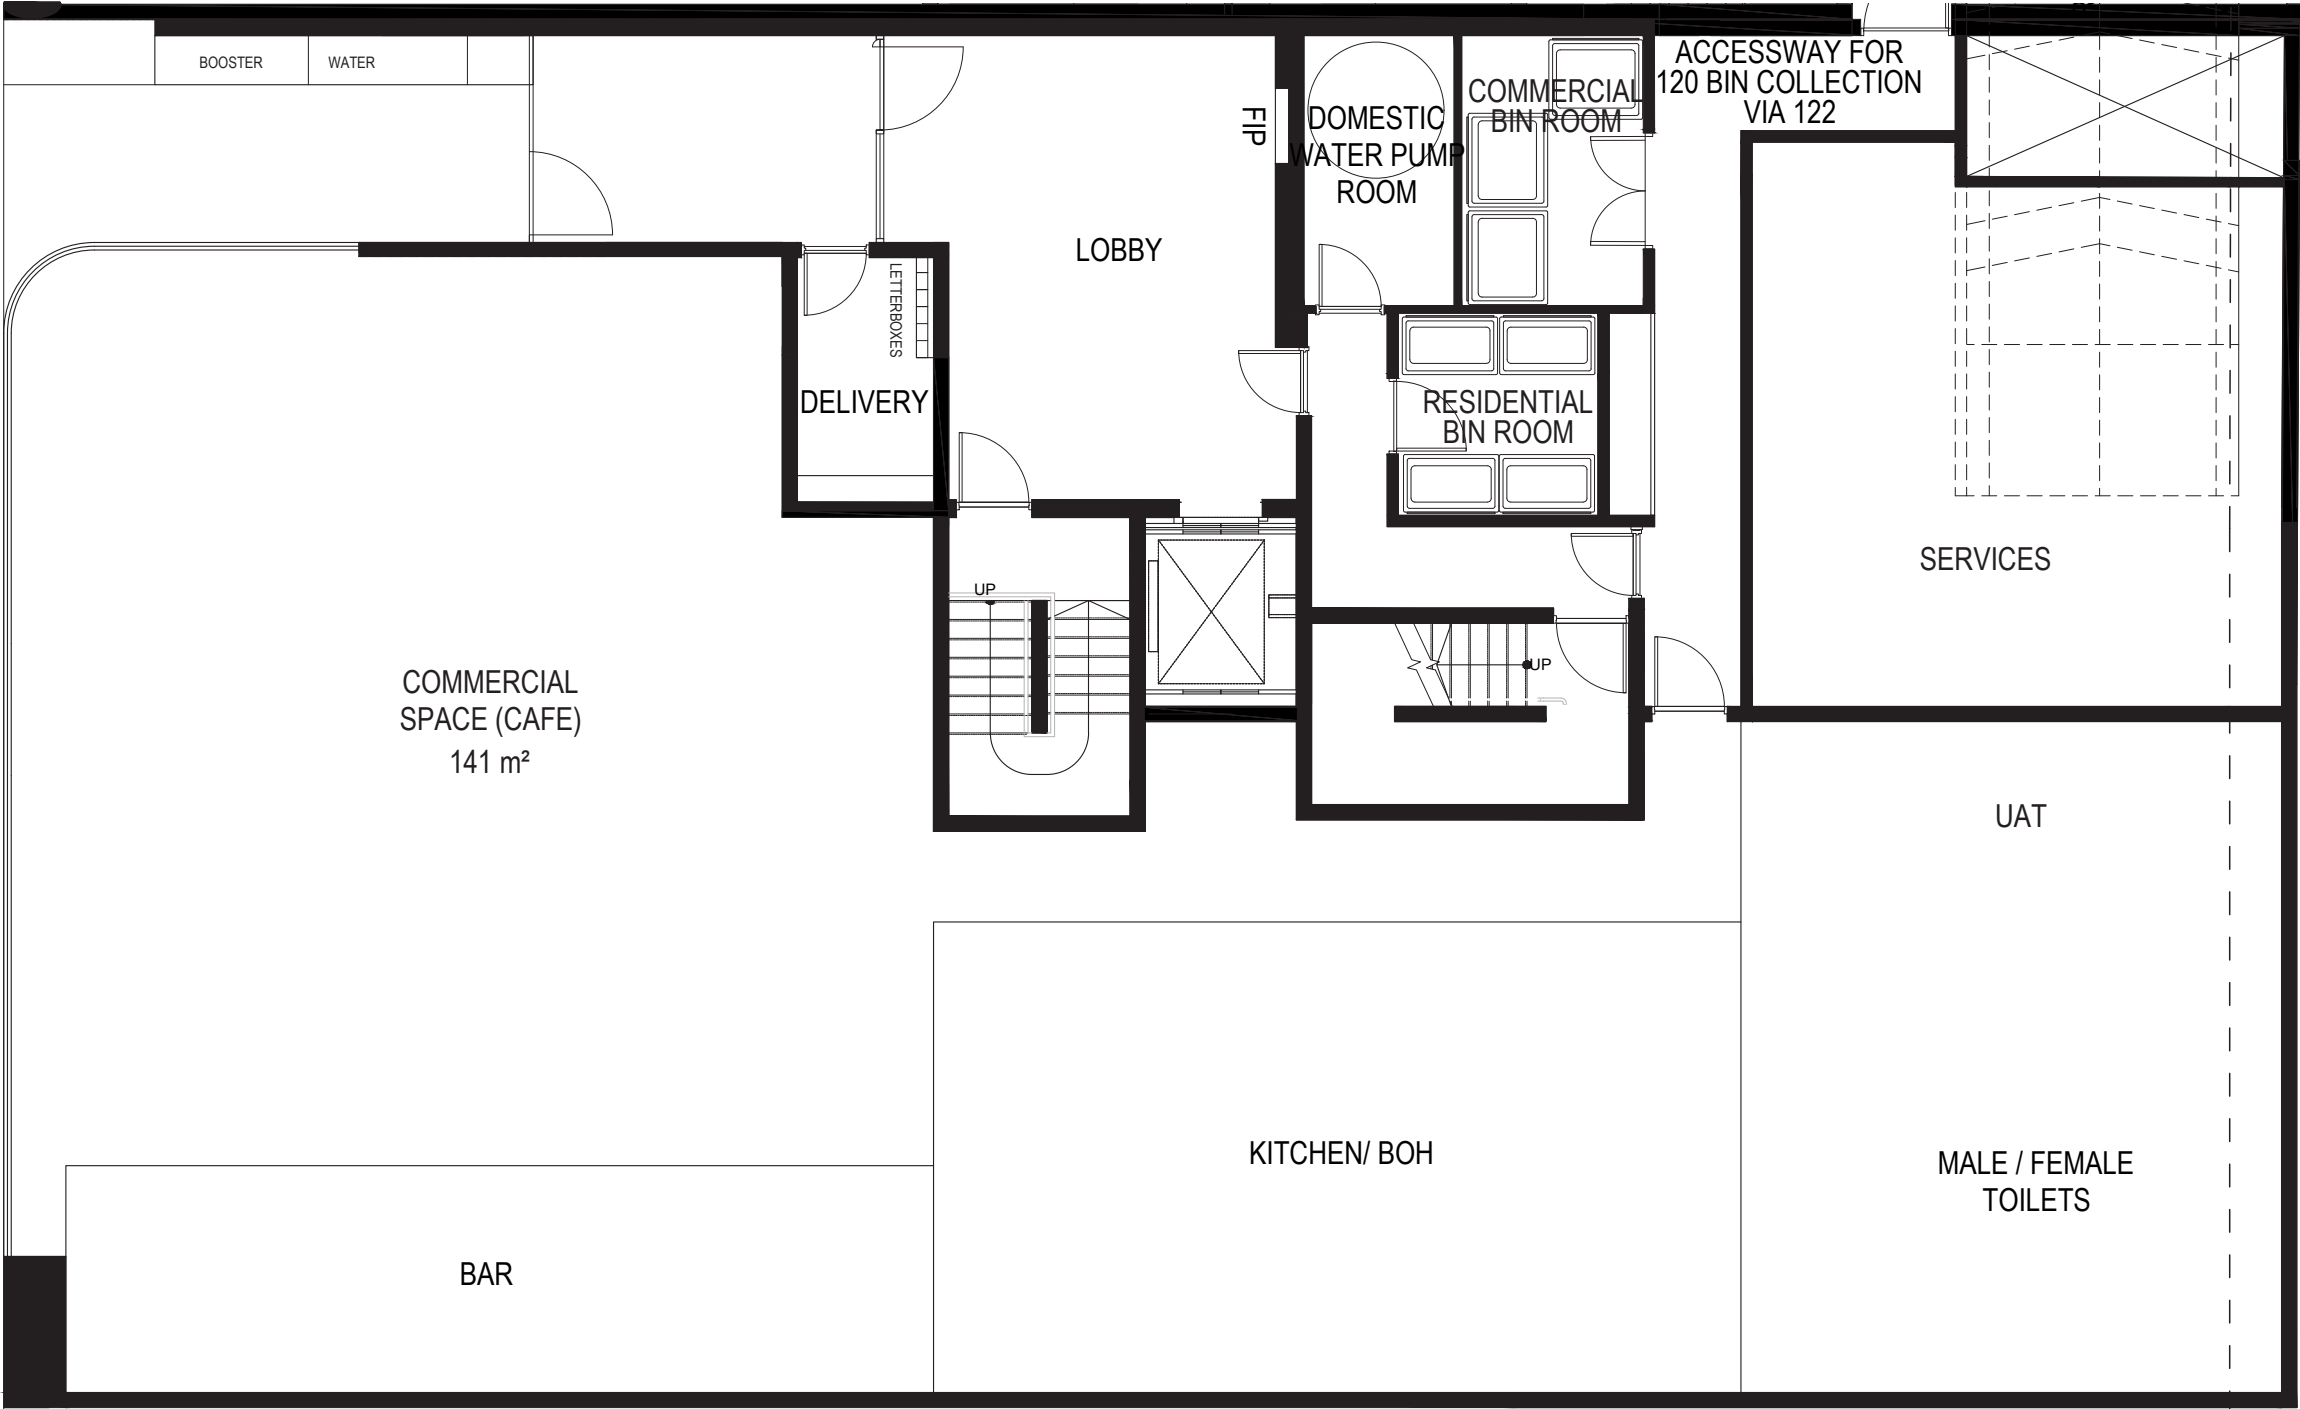 BOOSTER
WATER
FIP
DOMESTIC
WATER PUMP
ROOM
COMMERCIAL
BIN ROOM
ACCESSWAY FOR
120 BIN COLLECTION
VIA 122
LOBBY
LETTERBOXES
DELIVERY
RESIDENTIAL
BIN ROOM
SERVICES
UP
UP
COMMERCIAL
SPACE (CAFE)
141 m²
UAT
KITCHEN/ BOH
MALE / FEMALE
TOILETS
BAR